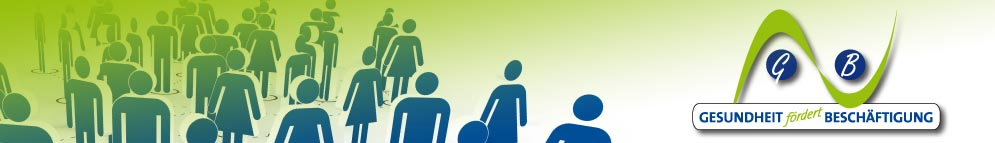 G B
GESUNDHEIT fördert BESCHÄFTIGUNG